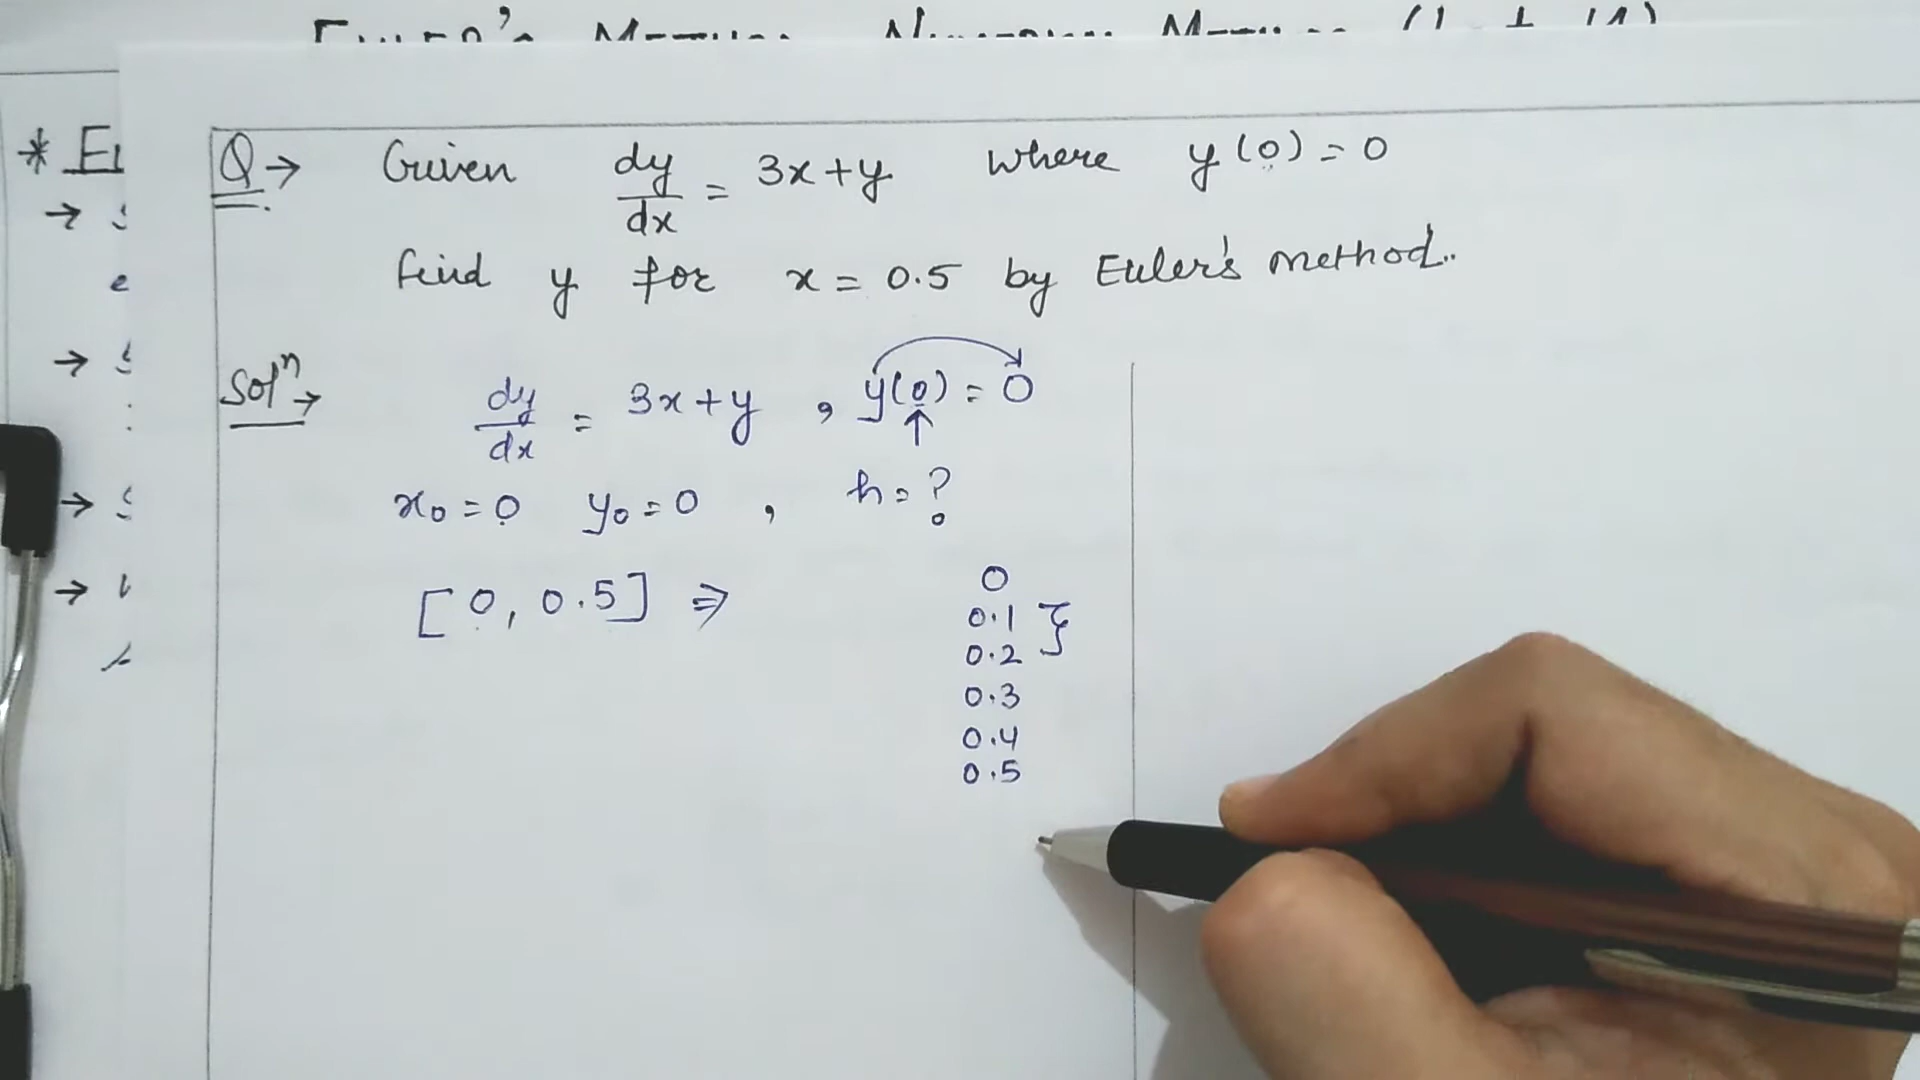 * E
Q → Given dy/dx = 3x+y where y(0) = 0
find y for x = 0.5 by Euler's method..
Solⁿ → dy/dx = 3x+y , y(0) = 0
x₀ = 0 y₀ = 0 , h = ?
[0, 0.5] ⇒
0
0.1
0.2
0.3
0.4
0.5